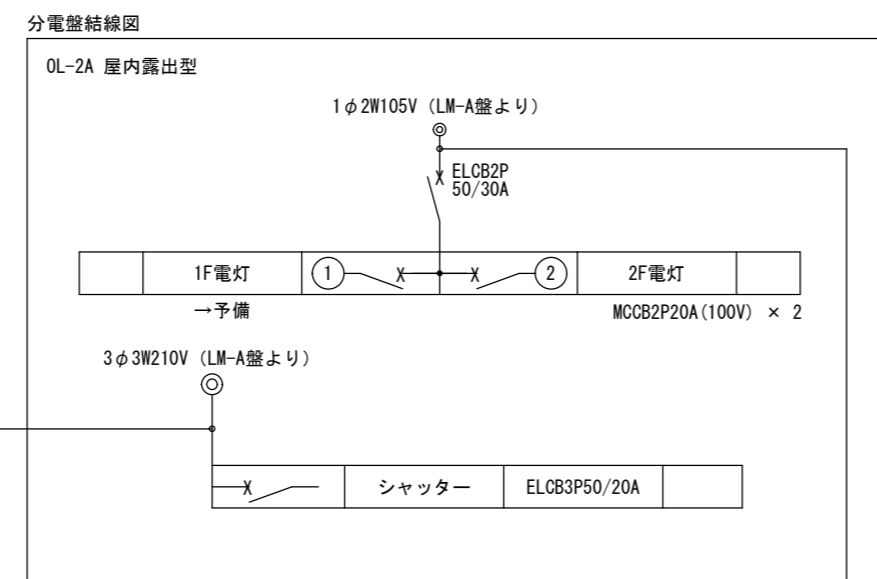 分電盤結線図
OL-2A 屋内露出型
1φ2W105V (LM-A盤より)
ELCB2P
50/30A
1F電灯 1 2 2F電灯
→予備 MCCB2P20A(100V) × 2
3φ3W210V (LM-A盤より)
シャッター ELCB3P50/20A